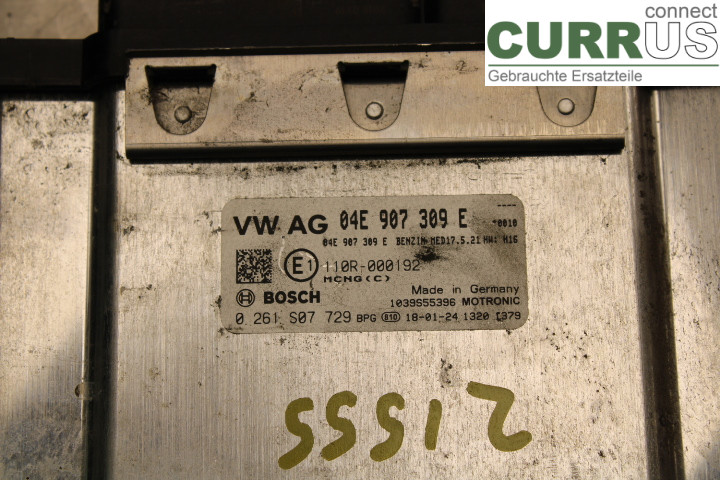 connect
CURRUS
Gebrauchte Ersatzteile
VW AG 04E 907 309 E
04E 907 309 E BENZIN MED17.5.21 HW: H16
E1 110R-000192
MCNG(C)
Made in Germany
BOSCH 1039S55396 MOTRONIC
0 261 S07 729 BPG 810 18-01-24 1320
21555